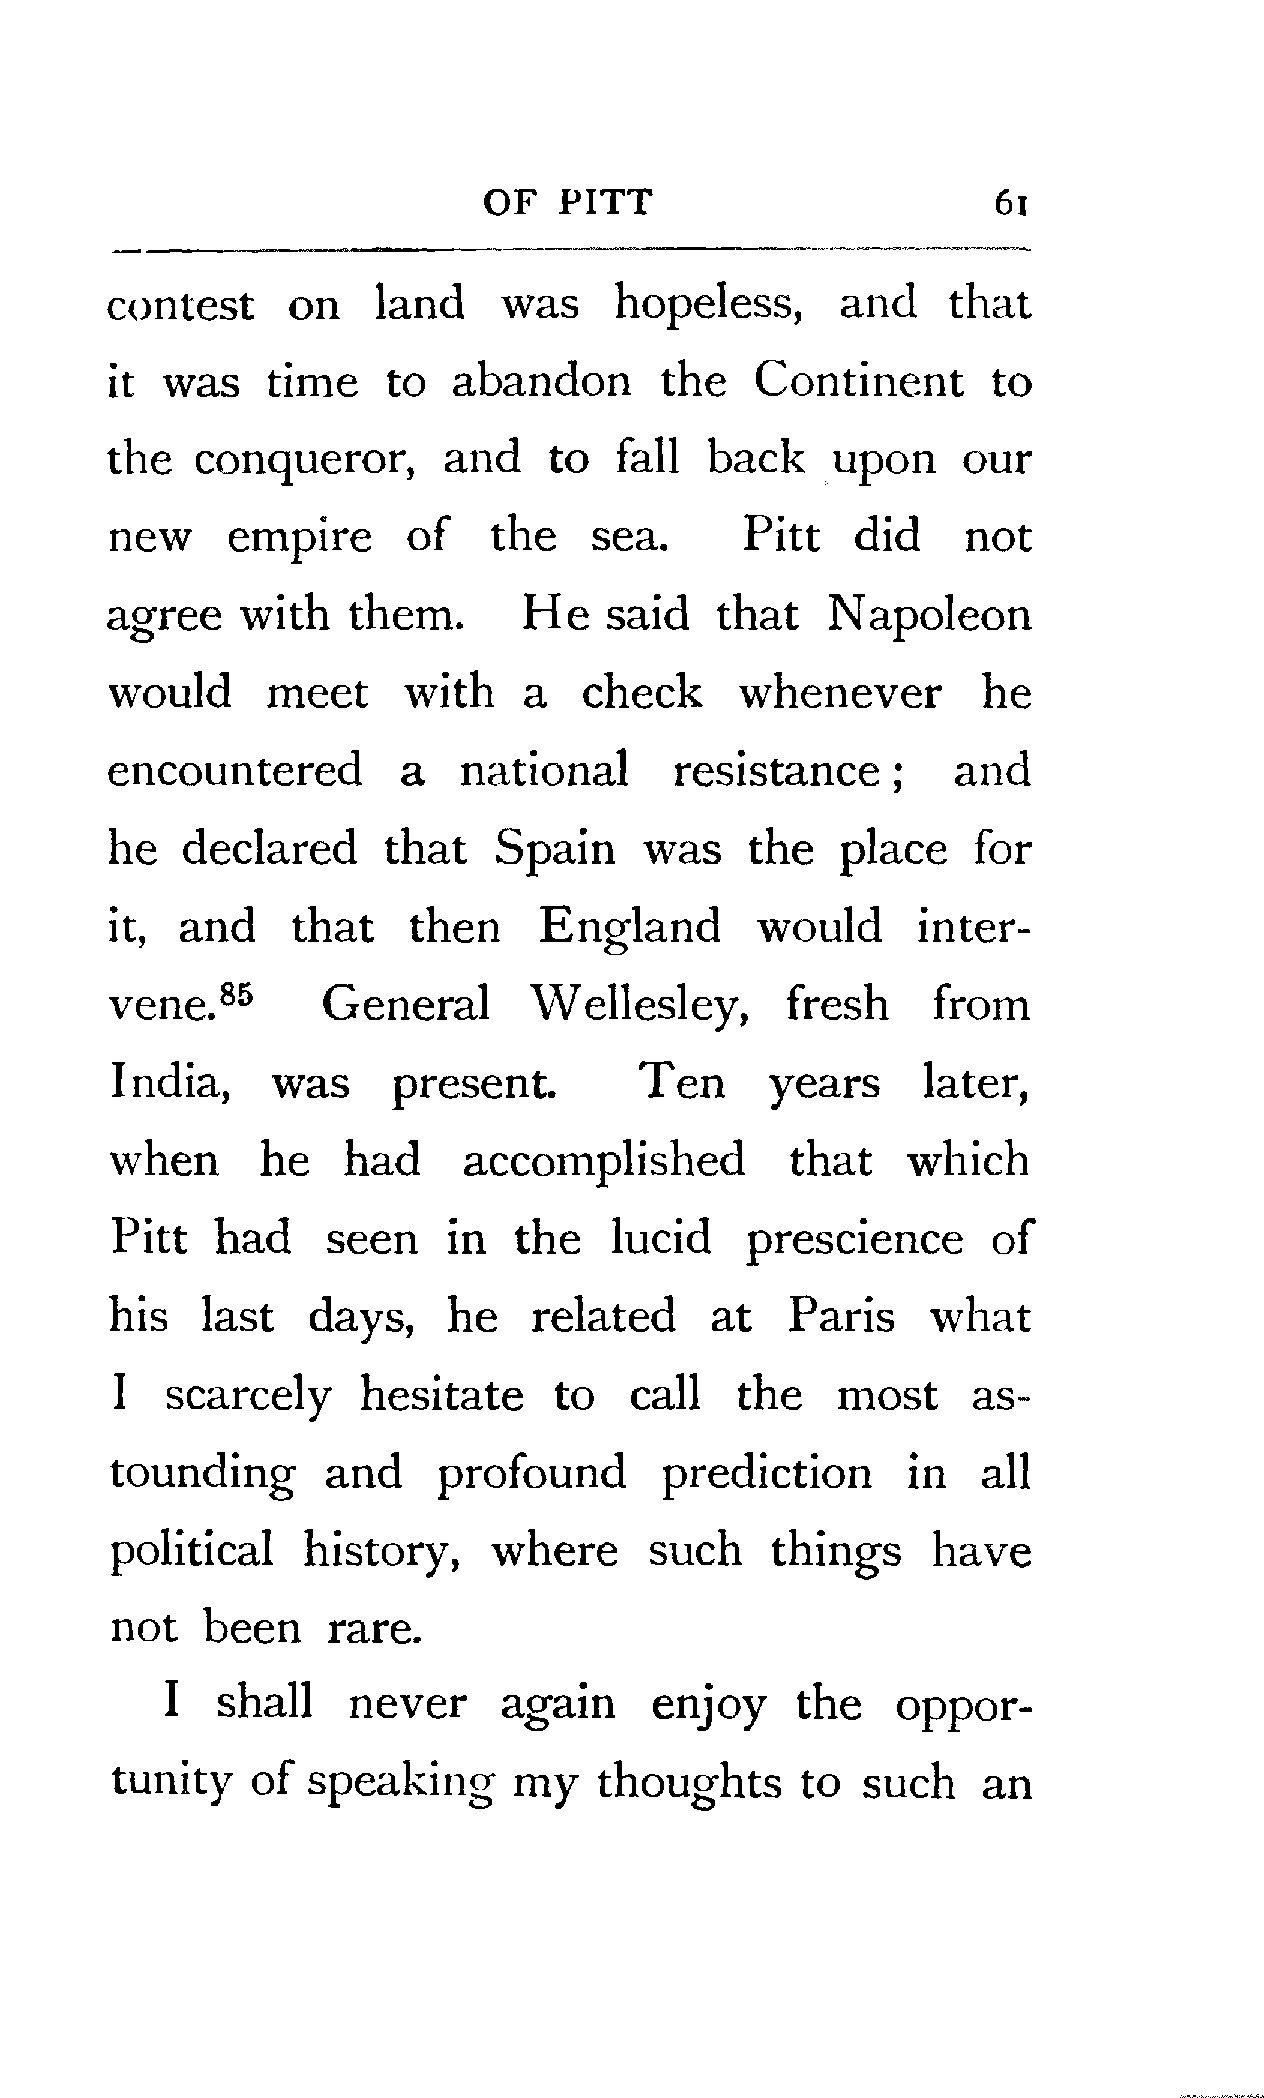 OF PITT 61
contest on land was hopeless, and that
it was time to abandon the Continent to
the conqueror, and to fall back upon our
new empire of the sea. Pitt did not
agree with them. He said that Napoleon
would meet with a check whenever he
encountered a national resistance ; and
he declared that Spain was the place for
it, and that then England would inter-
vene.⁸⁵ General Wellesley, fresh from
India, was present. Ten years later,
when he had accomplished that which
Pitt had seen in the lucid prescience of
his last days, he related at Paris what
I scarcely hesitate to call the most as-
tounding and profound prediction in all
political history, where such things have
not been rare.
I shall never again enjoy the oppor-
tunity of speaking my thoughts to such an